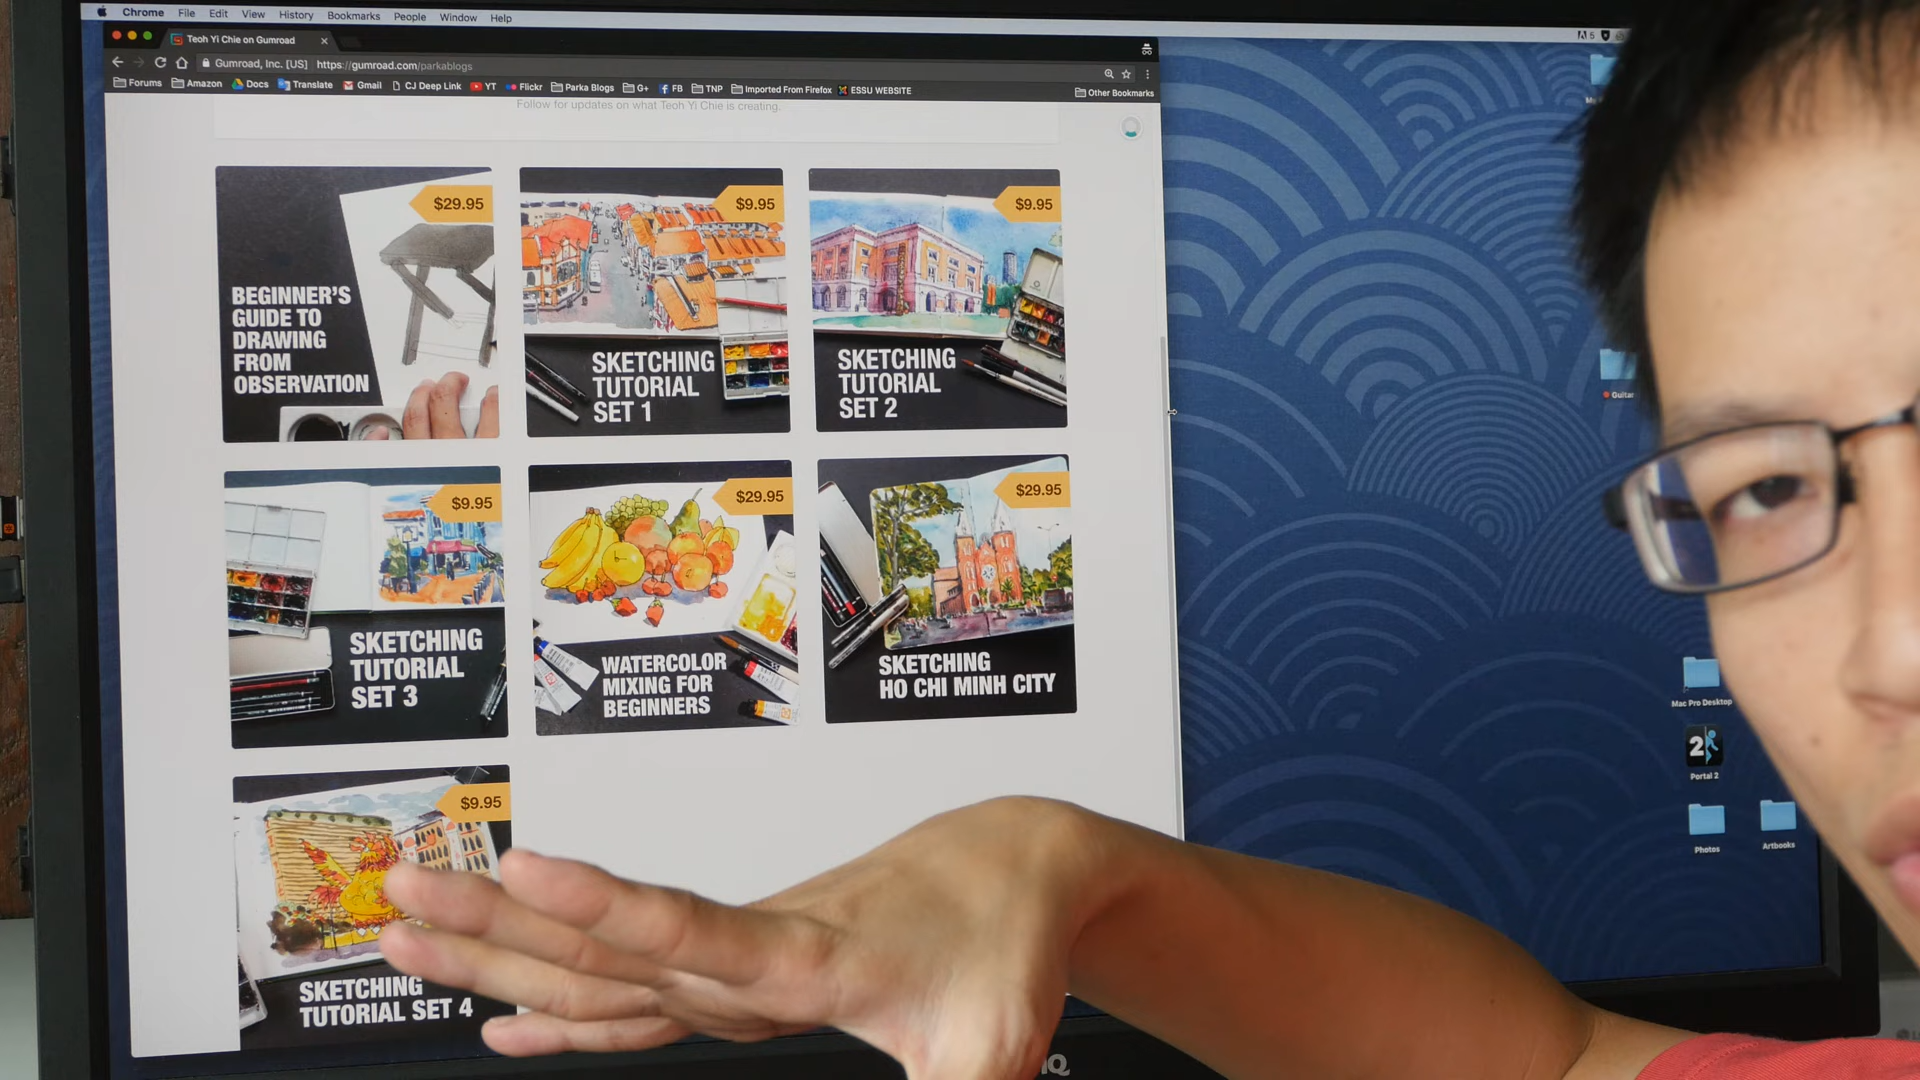 Chrome File Edit View History Bookmarks People Window Help
5
Teoh Yi Chie on Gumroad
Gumroad, Inc. [US] https://gumroad.com/parkablogs
Forums Amazon Docs Translate Gmail CJ Deep Link YT Flickr Parka Blogs G+ FB TNP Imported From Firefox ESSU WEBSITE Other Bookmarks
Follow for updates on what Teoh Yi Chie is creating.
$29.95
BEGINNER'S
GUIDE TO
DRAWING
FROM
OBSERVATION
$9.95
SKETCHING
TUTORIAL
SET 1
$9.95
SKETCHING
TUTORIAL
SET 2
$9.95
SKETCHING
TUTORIAL
SET 3
$29.95
WATERCOLOR
MIXING FOR
BEGINNERS
$29.95
SKETCHING
HO CHI MINH CITY
$9.95
SKETCHING
TUTORIAL SET 4
Guitar
Mac Pro Desktop
2
Portal 2
Photos
Artbooks